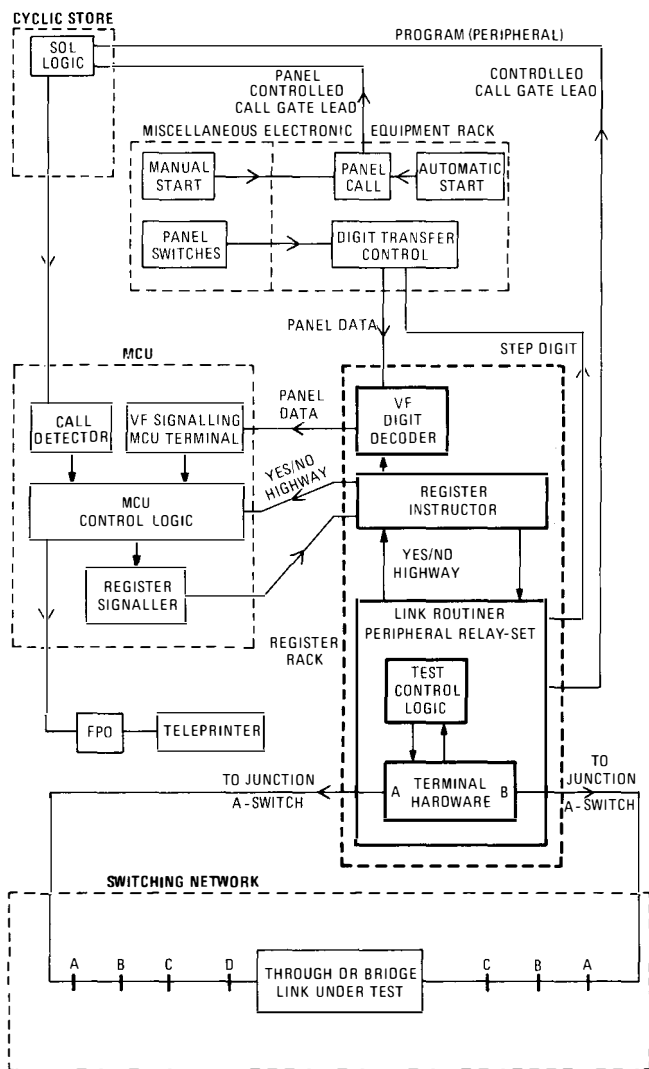 CYCLIC STORE
SOL
LOGIC
PROGRAM (PERIPHERAL)
PANEL
CONTROLLED
CALL GATE LEAD
CONTROLLED
CALL GATE LEAD
MISCELLANEOUS ELECTRONIC EQUIPMENT RACK
MANUAL
START
PANEL
CALL
AUTOMATIC
START
PANEL
SWITCHES
DIGIT TRANSFER
CONTROL
PANEL DATA
STEP DIGIT
MCU
CALL
DETECTOR
VF SIGNALLING
MCU TERMINAL
PANEL
DATA
VF
DIGIT
DECODER
YES/NO
HIGHWAY
MCU
CONTROL LOGIC
REGISTER
INSTRUCTOR
YES/NO
HIGHWAY
REGISTER
SIGNALLER
LINK ROUTINER
PERIPHERAL RELAY-SET
REGISTER
RACK
TEST
CONTROL
LOGIC
FPO
TELEPRINTER
TO JUNCTION
A-SWITCH
A TERMINAL B
HARDWARE
TO
JUNCTION
A-SWITCH
SWITCHING NETWORK
A B C D
THROUGH OR BRIDGE
LINK UNDER TEST
C B A